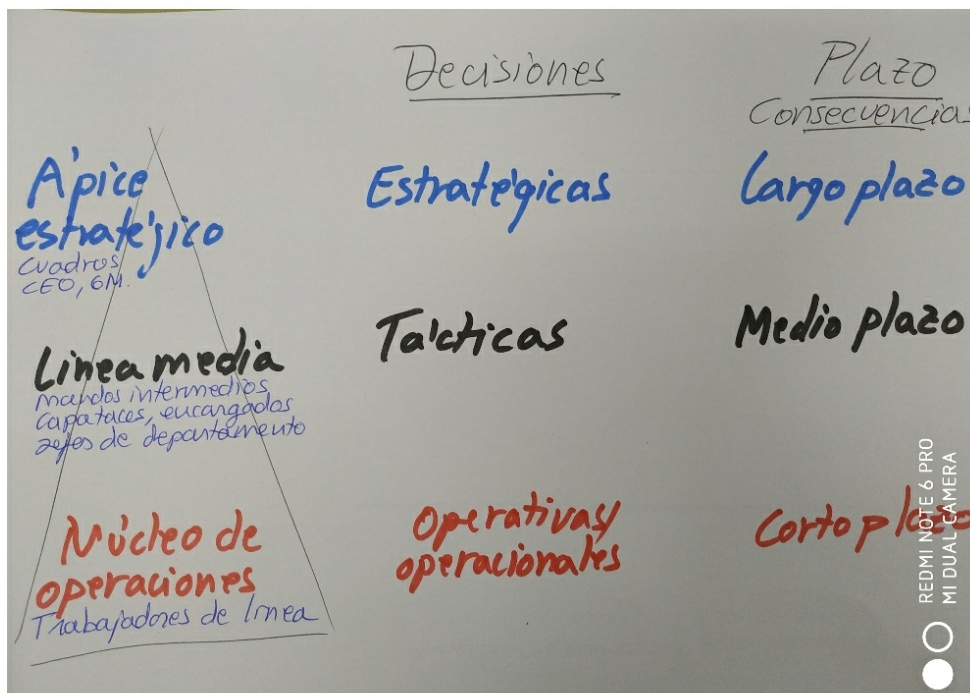 Decisiones
Plazo
Consecuencias
Ápice
estratégico
Cuadros
CEO, GM.
Estratégicas
Largo plazo
Línea media
mandos intermedios
capataces, encargados
jefes de departamento
Tácticas
Medio plazo
Núcleo de
operaciones
Trabajadores de línea
Operativas/
operacionales
Corto plazo
REDMI NOTE 6 PRO
MI DUAL CAMERA